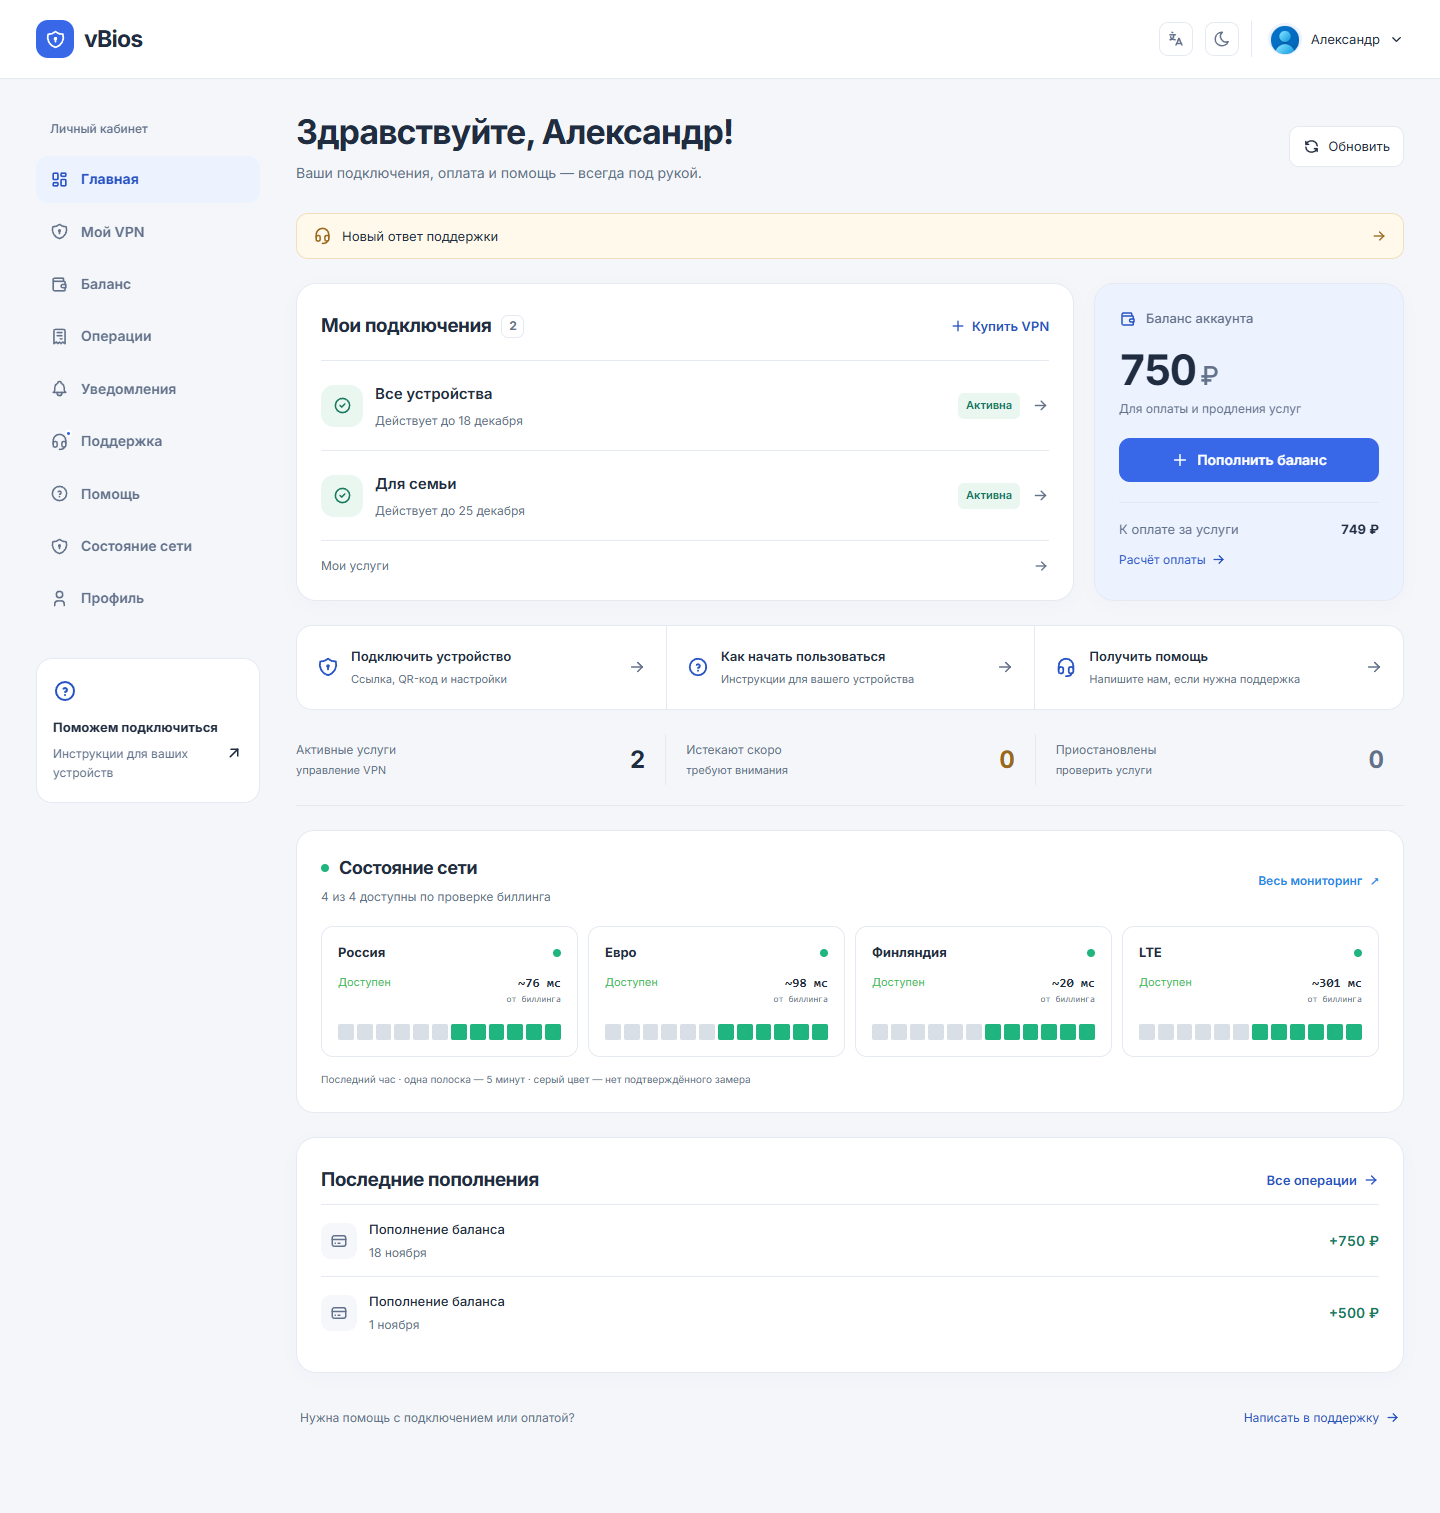 vBios
Александр
Личный кабинет
Главная
Мой VPN
Баланс
Операции
Уведомления
Поддержка
Помощь
Состояние сети
Профиль
Поможем подключиться
Инструкции для ваших
устройств
Здравствуйте, Александр!
Ваши подключения, оплата и помощь — всегда под рукой.
Обновить
Новый ответ поддержки
Мои подключения 2
Купить VPN
Все устройства
Действует до 18 декабря
Активна
Для семьи
Действует до 25 декабря
Активна
Мои услуги
Баланс аккаунта
750 ₽
Для оплаты и продления услуг
Пополнить баланс
К оплате за услуги 749 ₽
Расчёт оплаты
Подключить устройство
Ссылка, QR-код и настройки
Как начать пользоваться
Инструкции для вашего устройства
Получить помощь
Напишите нам, если нужна поддержка
Активные услуги
управление VPN
2
Истекают скоро
требуют внимания
0
Приостановлены
проверить услуги
0
Состояние сети
4 из 4 доступны по проверке биллинга
Весь мониторинг ↗
Россия
Доступен ~76 мс
от биллинга
Евро
Доступен ~98 мс
от биллинга
Финляндия
Доступен ~20 мс
от биллинга
LTE
Доступен ~301 мс
от биллинга
Последний час · одна полоска — 5 минут · серый цвет — нет подтверждённого замера
Последние пополнения
Все операции
Пополнение баланса
18 ноября
+750 ₽
Пополнение баланса
1 ноября
+500 ₽
Нужна помощь с подключением или оплатой?
Написать в поддержку